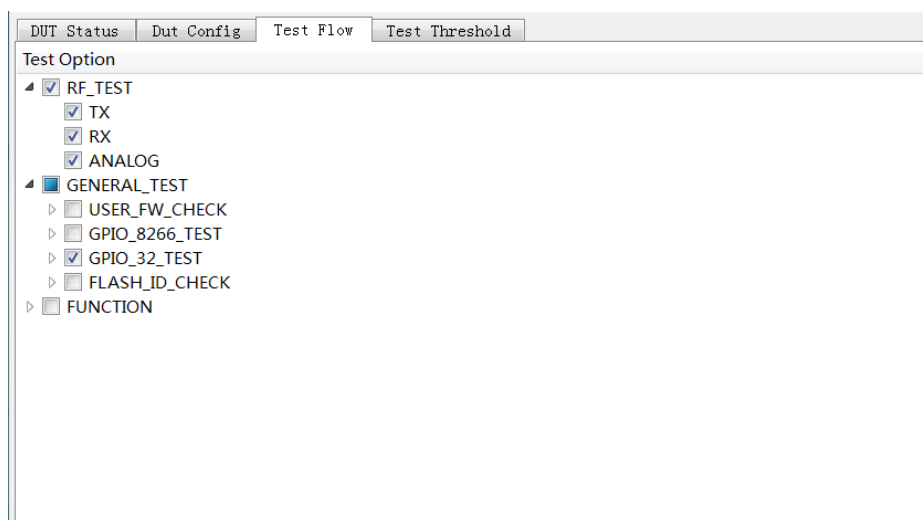 DUT Status Dut Config Test Flow Test Threshold
Test Option
RF_TEST
TX
RX
ANALOG
GENERAL_TEST
USER_FW_CHECK
GPIO_8266_TEST
GPIO_32_TEST
FLASH_ID_CHECK
FUNCTION